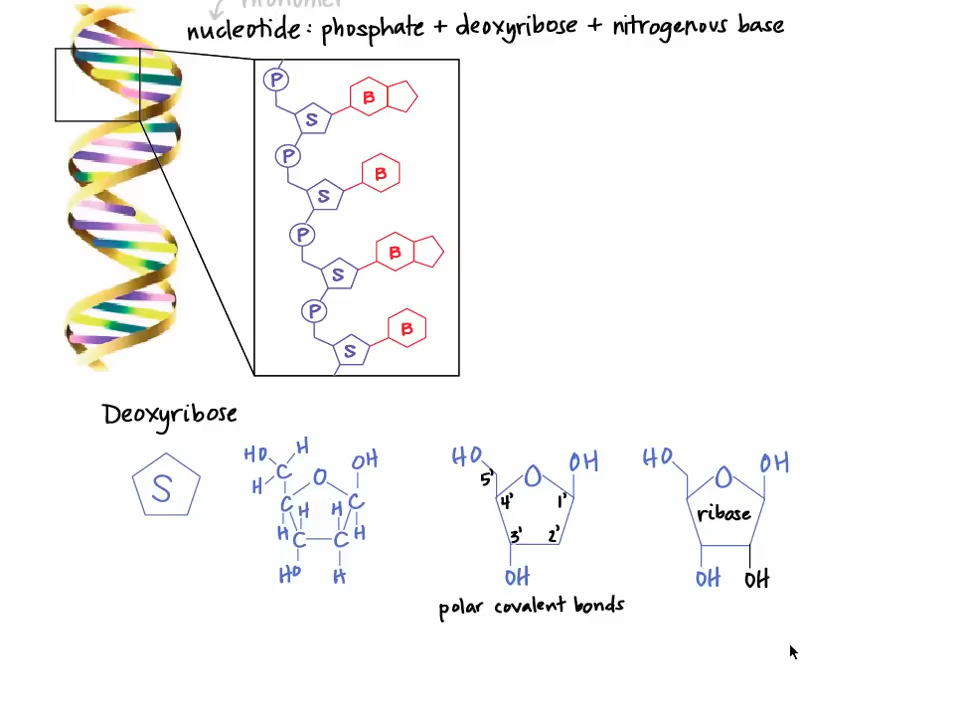 monomer
nucleotide: phosphate + deoxyribose + nitrogenous base
P
B
S
P
B
S
P
B
S
P
B
S
Deoxyribose
S
HO H
C
H
O
OH
C
C
H
H
H
C
C
H
HO
H
HO
5'
O
OH
4'
1'
3'
2'
OH
polar covalent bonds
HO
O
OH
ribose
OH
OH